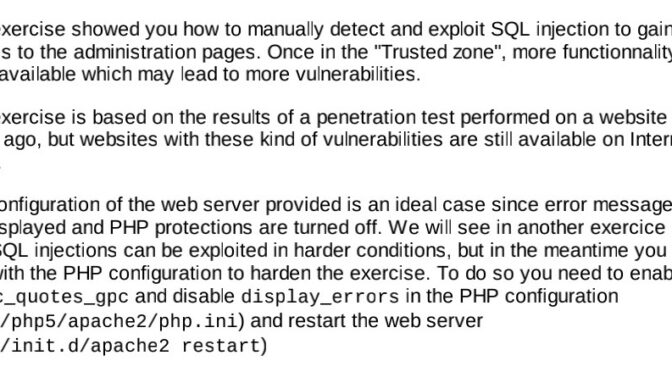 exercise showed you how to manually detect and exploit SQL injection to gain
s to the administration pages. Once in the "Trusted zone", more functionnality
available which may lead to more vulnerabilities.
exercise is based on the results of a penetration test performed on a website
ago, but websites with these kind of vulnerabilities are still available on Intern
.
onfiguration of the web server provided is an ideal case since error message
splayed and PHP protections are turned off. We will see in another exercice
SQL injections can be exploited in harder conditions, but in the meantime you
with the PHP configuration to harden the exercise. To do so you need to enab
c_quotes_gpc and disable display_errors in the PHP configuration
/php5/apache2/php.ini) and restart the web server
/init.d/apache2 restart)